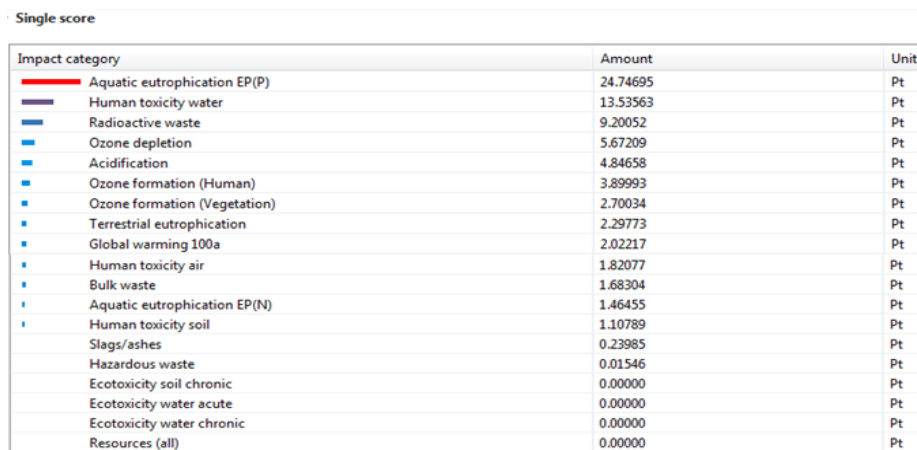 Single score
Impact category Amount Unit
Aquatic eutrophication EP(P) 24.74695 Pt
Human toxicity water 13.53563 Pt
Radioactive waste 9.20052 Pt
Ozone depletion 5.67209 Pt
Acidification 4.84658 Pt
Ozone formation (Human) 3.89993 Pt
Ozone formation (Vegetation) 2.70034 Pt
Terrestrial eutrophication 2.29773 Pt
Global warming 100a 2.02217 Pt
Human toxicity air 1.82077 Pt
Bulk waste 1.68304 Pt
Aquatic eutrophication EP(N) 1.46455 Pt
Human toxicity soil 1.10789 Pt
Slags/ashes 0.23985 Pt
Hazardous waste 0.01546 Pt
Ecotoxicity soil chronic 0.00000 Pt
Ecotoxicity water acute 0.00000 Pt
Ecotoxicity water chronic 0.00000 Pt
Resources (all) 0.00000 Pt